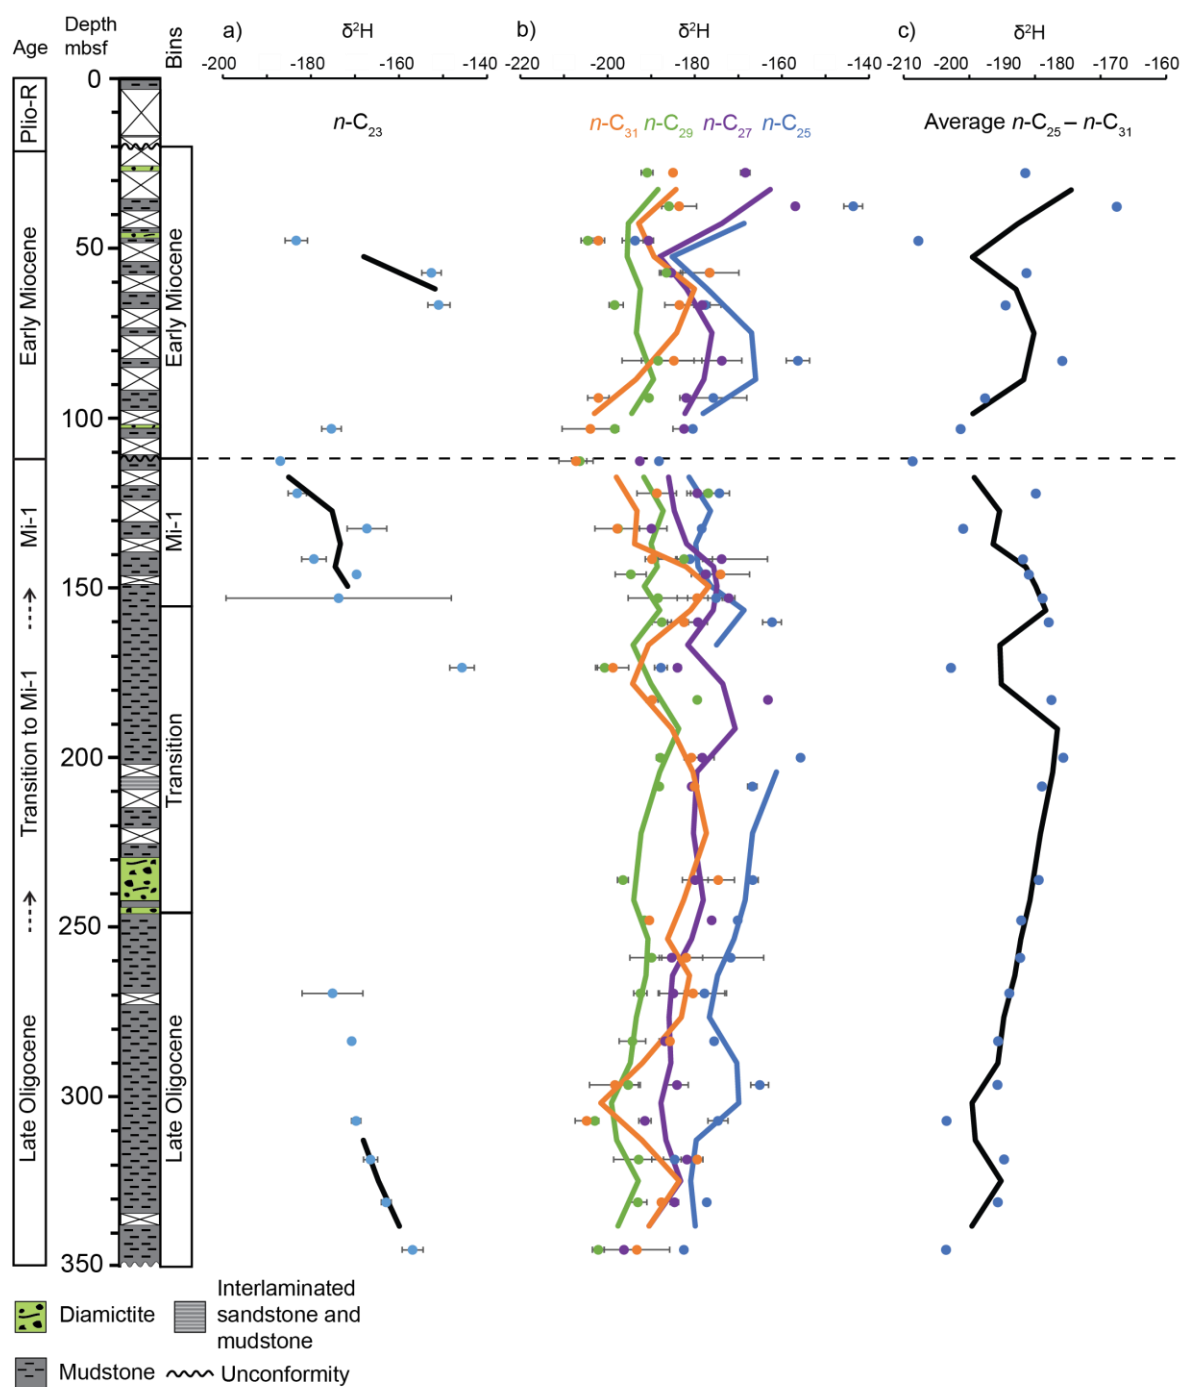 Age
Depth
mbsf
Bins
a)
δ²H
-200 -180 -160 -140
n-C₂₃
b)
δ²H
-220 -200 -180 -160 -140
n-C₃₁ n-C₂₉ n-C₂₇ n-C₂₅
c)
δ²H
-210 -200 -190 -180 -170 -160
Average n-C₂₅ – n-C₃₁
0
50
100
150
200
250
300
350
Plio-R
Early Miocene
Mi-1
Transition to Mi-1
Late Oligocene
Early Miocene
Mi-1
Transition
Late Oligocene
Diamictite
Interlaminated
sandstone and
mudstone
Mudstone
Unconformity